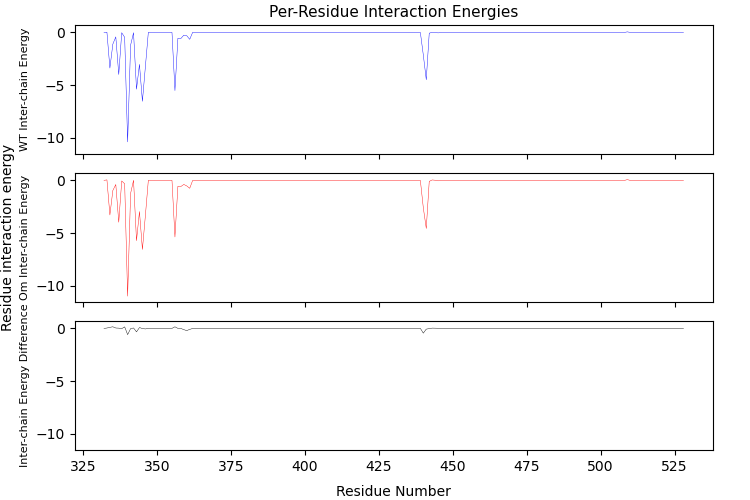 Per-Residue Interaction Energies
Residue interaction energy
WT Inter-chain Energy
0
−5
−10
Om Inter-chain Energy
0
−5
−10
Inter-chain Energy Difference
0
−5
−10
325 350 375 400 425 450 475 500 525
Residue Number